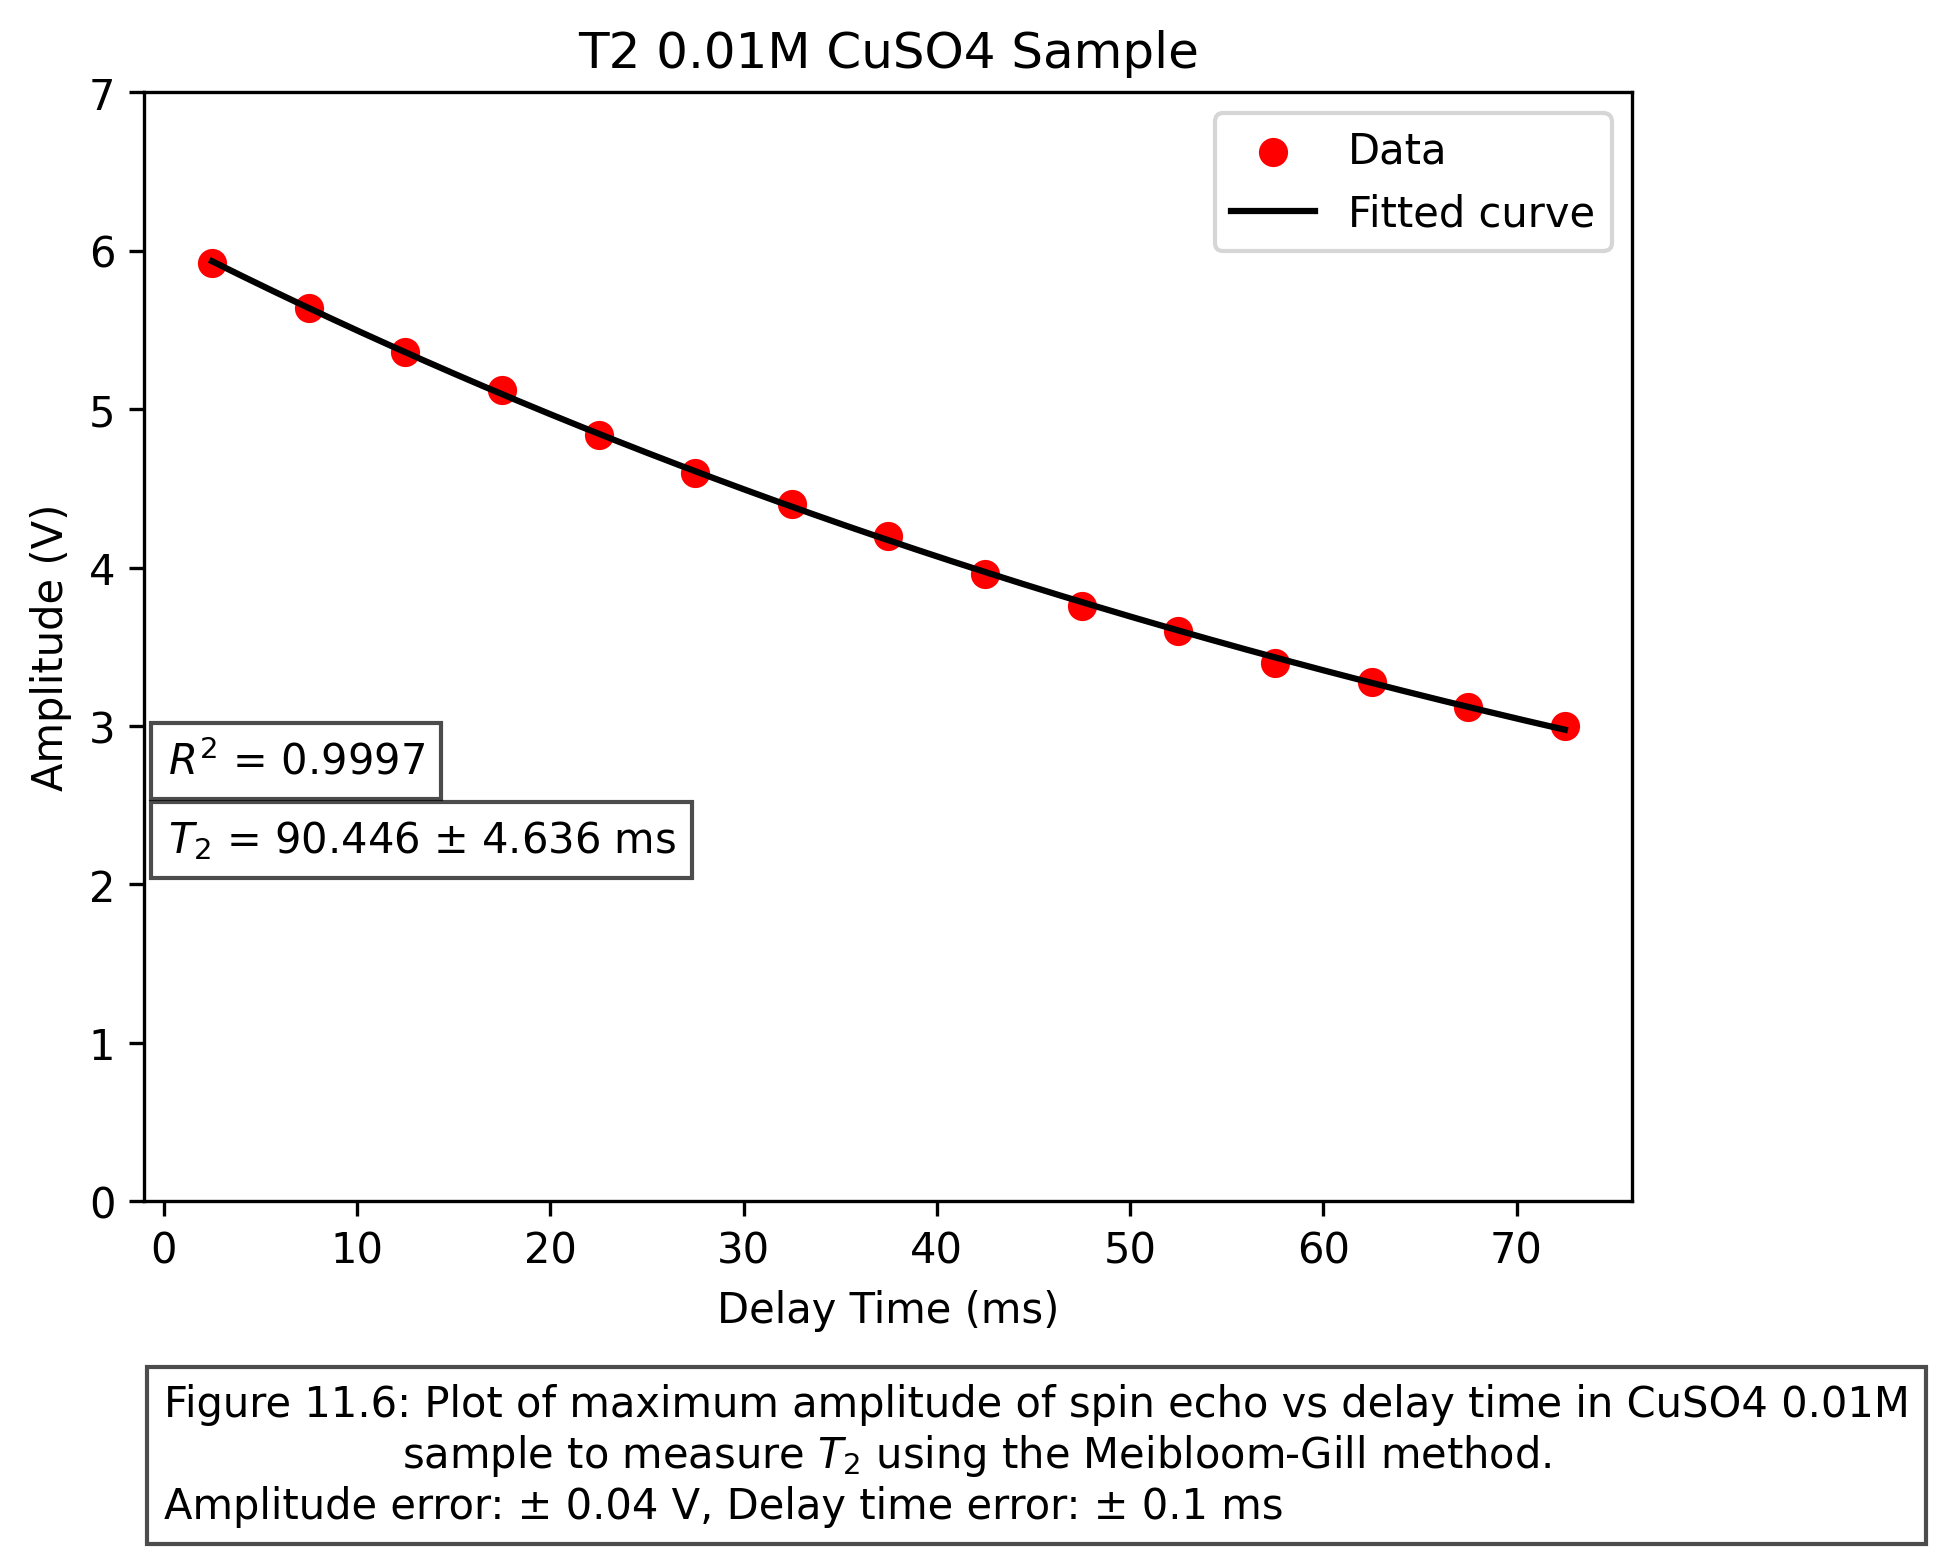 T2 0.01M CuSO4 Sample
7
6
5
4
3
2
1
0
Amplitude (V)
Data
Fitted curve
R² = 0.9997
T₂ = 90.446 ± 4.636 ms
0 10 20 30 40 50 60 70
Delay Time (ms)
Figure 11.6: Plot of maximum amplitude of spin echo vs delay time in CuSO4 0.01M
sample to measure T₂ using the Meibloom-Gill method.
Amplitude error: ± 0.04 V, Delay time error: ± 0.1 ms